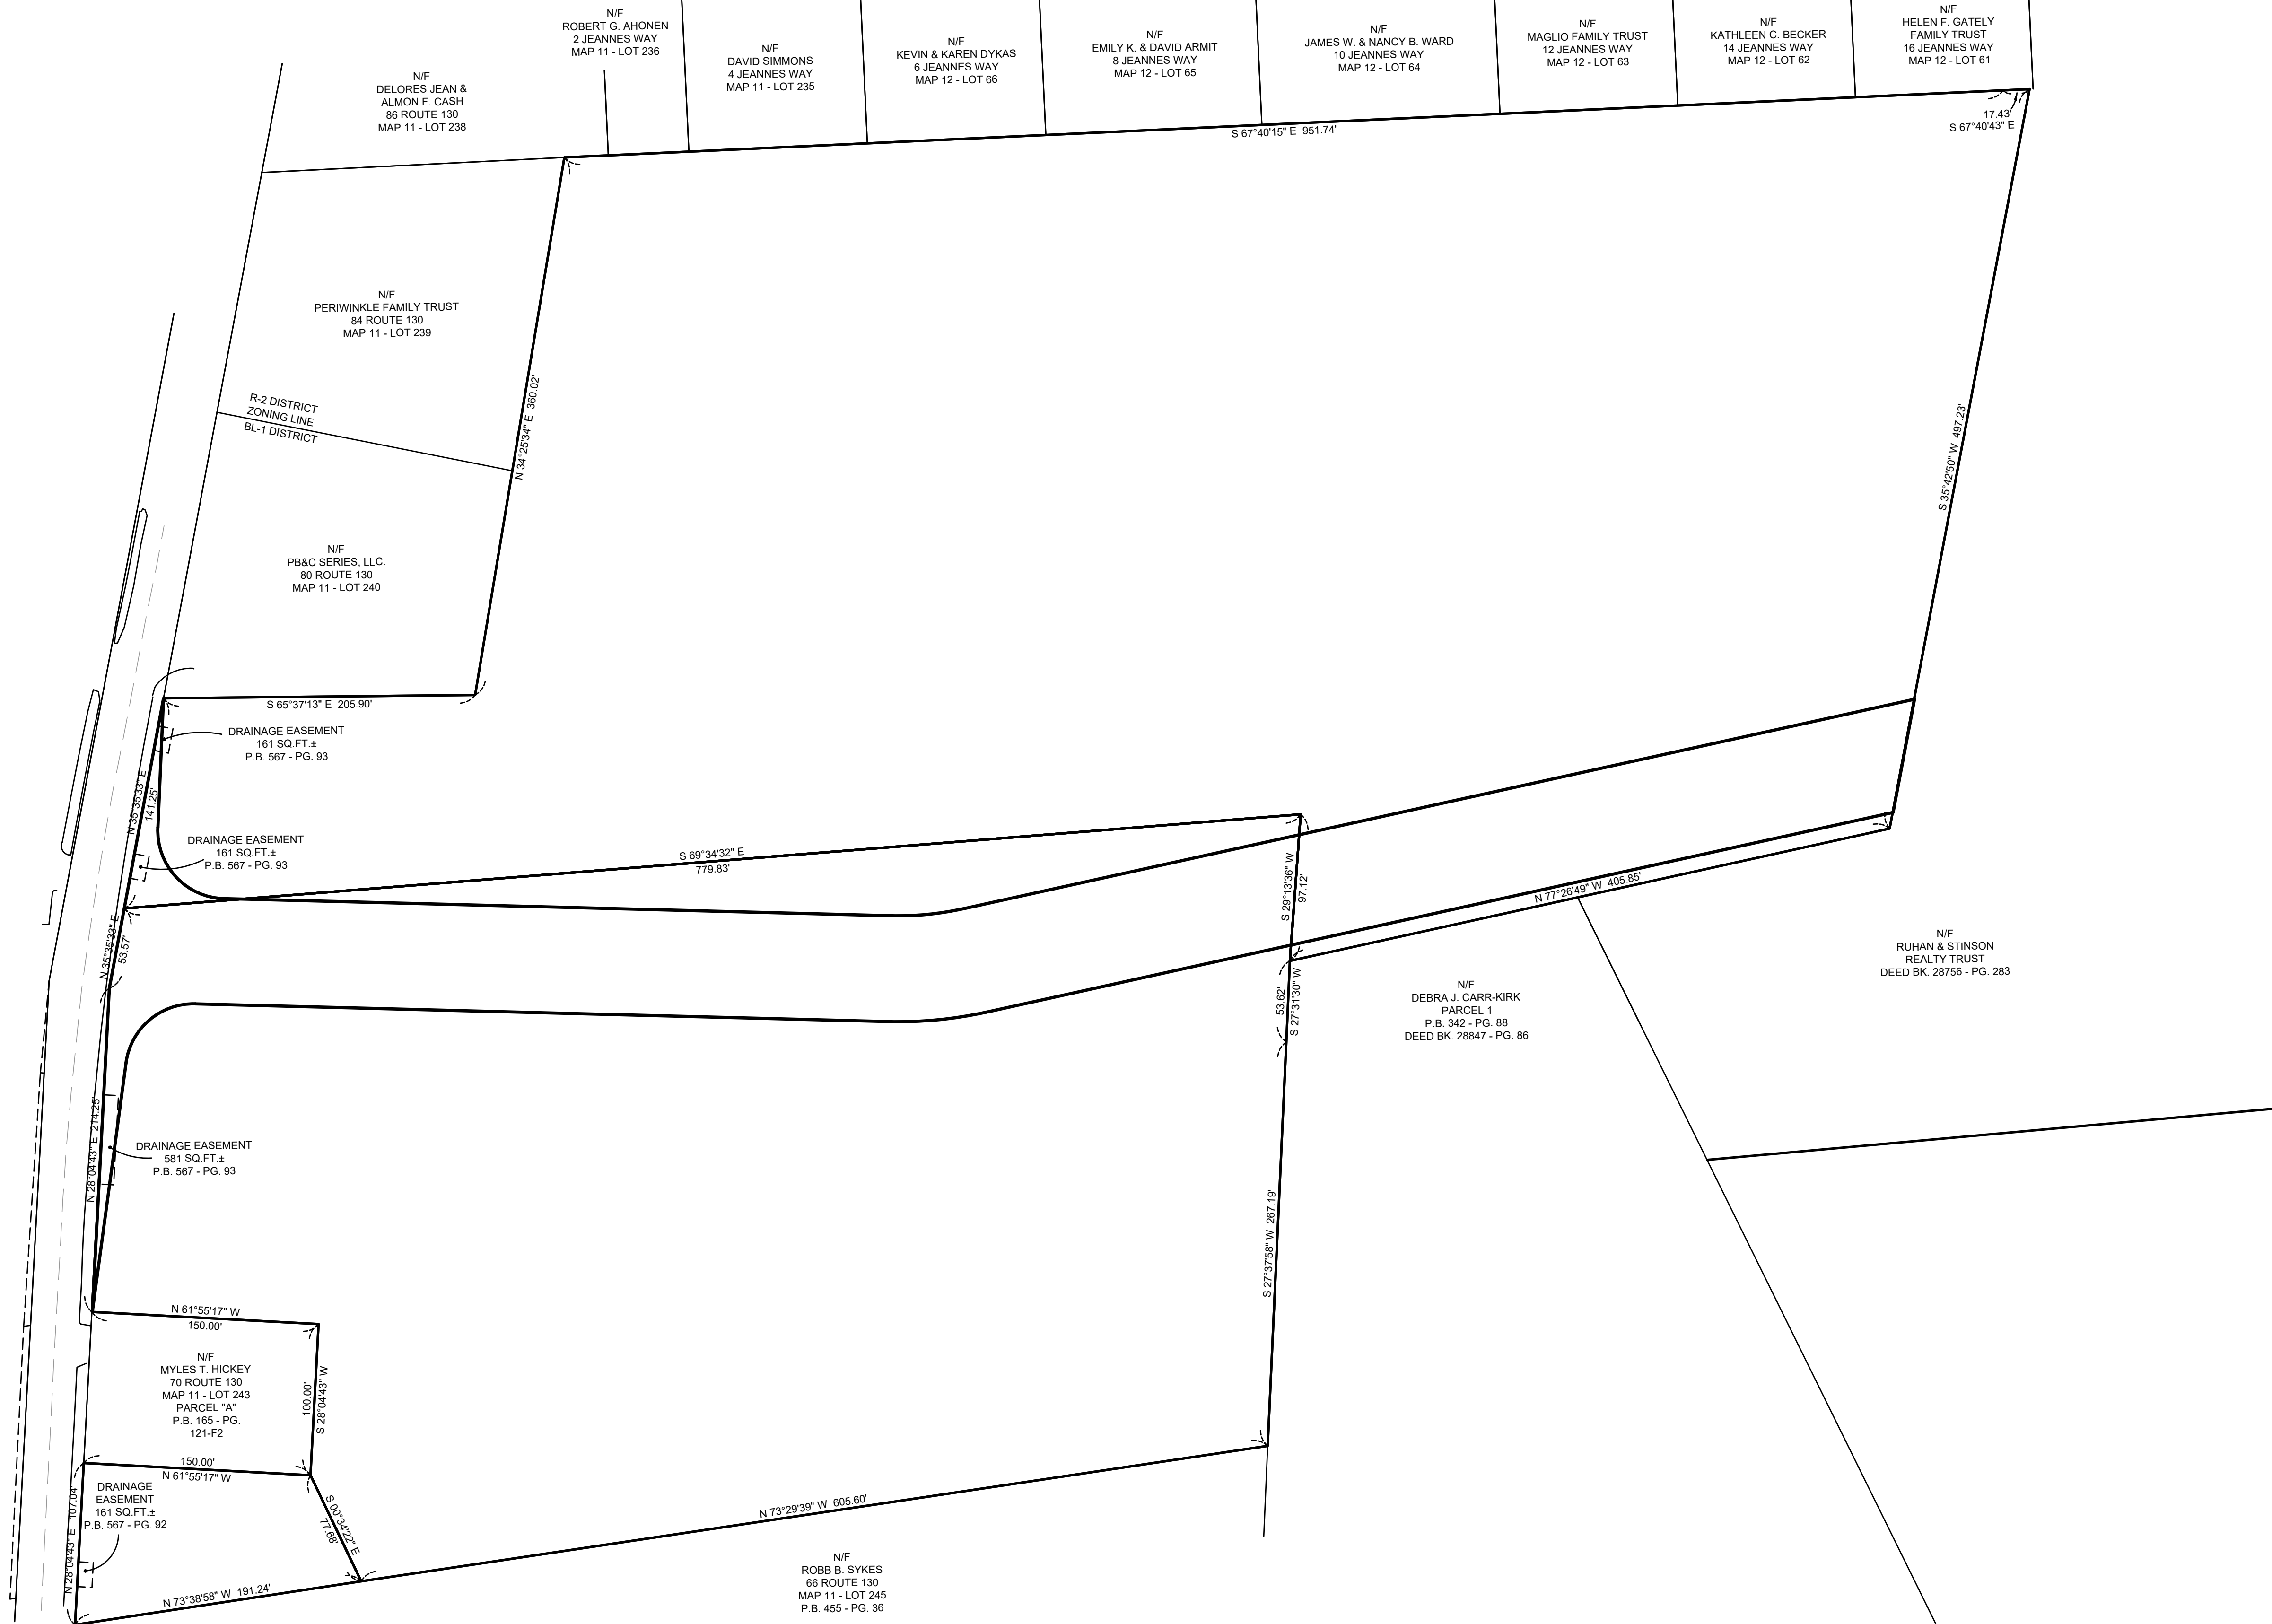 N/F
ROBERT G. AHONEN
2 JEANNES WAY
MAP 11 - LOT 236
N/F
DAVID SIMMONS
4 JEANNES WAY
MAP 11 - LOT 235
N/F
KEVIN & KAREN DYKAS
6 JEANNES WAY
MAP 12 - LOT 66
N/F
EMILY K. & DAVID ARMIT
8 JEANNES WAY
MAP 12 - LOT 65
N/F
JAMES W. & NANCY B. WARD
10 JEANNES WAY
MAP 12 - LOT 64
N/F
MAGLIO FAMILY TRUST
12 JEANNES WAY
MAP 12 - LOT 63
N/F
KATHLEEN C. BECKER
14 JEANNES WAY
MAP 12 - LOT 62
N/F
HELEN F. GATELY
FAMILY TRUST
16 JEANNES WAY
MAP 12 - LOT 61
N/F
DELORES JEAN &
ALMON F. CASH
86 ROUTE 130
MAP 11 - LOT 238
S 67°40'15" E 951.74'
17.43'
S 67°40'43" E
N/F
PERIWINKLE FAMILY TRUST
84 ROUTE 130
MAP 11 - LOT 239
R-2 DISTRICT
ZONING LINE
BL-1 DISTRICT
N 34°25'34" E 360.02'
S 35°42'50" W 497.23'
N/F
PB&C SERIES, LLC.
80 ROUTE 130
MAP 11 - LOT 240
S 65°37'13" E 205.90'
DRAINAGE EASEMENT
161 SQ.FT.±
P.B. 567 - PG. 93
N 35°35'33" E
141.25'
DRAINAGE EASEMENT
161 SQ.FT.±
P.B. 567 - PG. 93
S 69°34'32" E
779.83'
S 29°13'36" W
97.12'
N 77°26'49" W 405.85'
N 35°35'33" E
53.57'
N/F
RUHAN & STINSON
REALTY TRUST
DEED BK. 28756 - PG. 283
53.62'
S 27°31'30" W
N/F
DEBRA J. CARR-KIRK
PARCEL 1
P.B. 342 - PG. 88
DEED BK. 28847 - PG. 86
N 28°04'43" E 214.25'
DRAINAGE EASEMENT
581 SQ.FT.±
P.B. 567 - PG. 93
S 27°37'58" W 267.19'
N 61°55'17" W
150.00'
N/F
MYLES T. HICKEY
70 ROUTE 130
MAP 11 - LOT 243
PARCEL "A"
P.B. 165 - PG.
121-F2
100.00'
S 28°04'43" W
150.00'
N 61°55'17" W
DRAINAGE
EASEMENT
161 SQ.FT.±
P.B. 567 - PG. 92
N 28°04'43" E 107.04'
S 00°34'22" E
77.68'
N 73°29'39" W 605.60'
N 73°38'58" W 191.24'
N/F
ROBB B. SYKES
66 ROUTE 130
MAP 11 - LOT 245
P.B. 455 - PG. 36